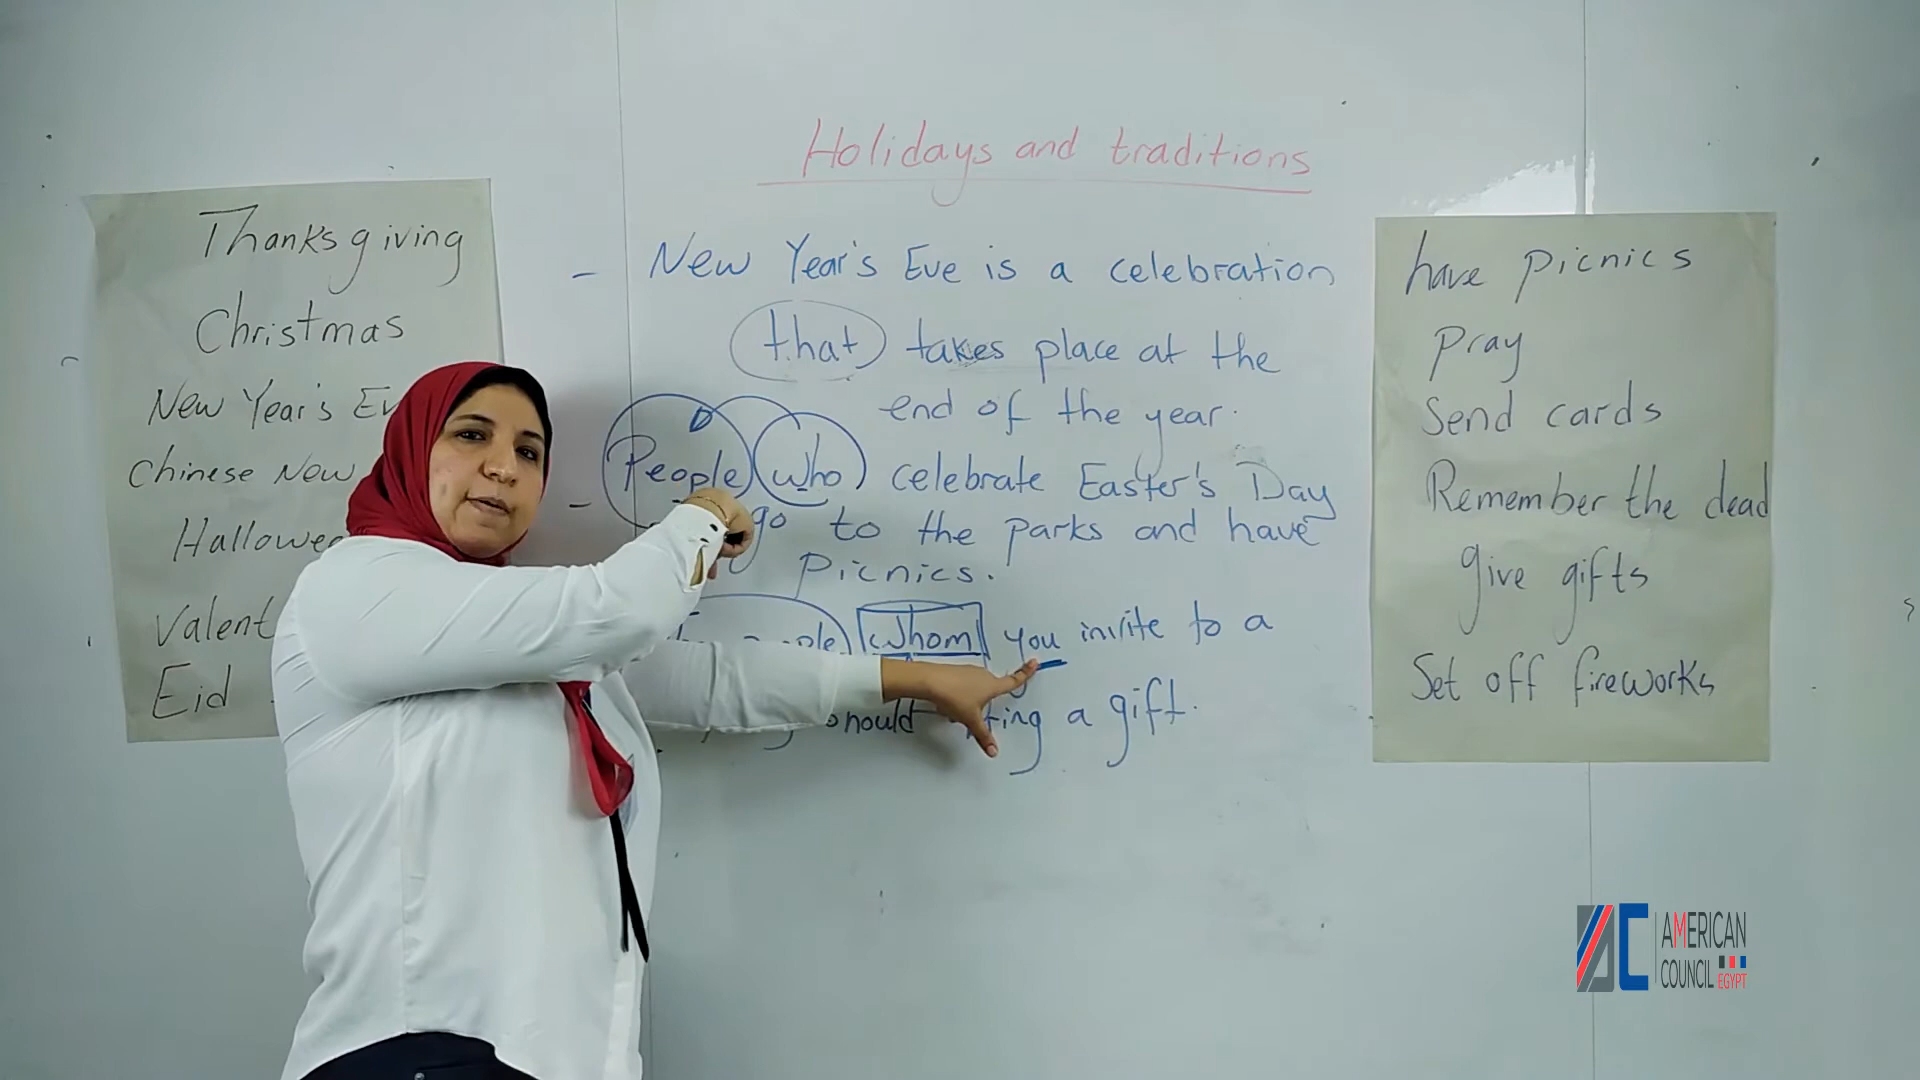 Holidays and traditions
Thanksgiving
Christmas
New Year's Ev
Chinese New
Hallowe
Valent
Eid
- New Year's Eve is a celebration
that takes place at the
end of the year.
- People who celebrate Easter's Day
go to the parks and have
Picnics.
whom you invite to a
a gift.
have picnics
Pray
Send cards
Remember the dead
give gifts
Set off fireworks
AC AMERICAN
COUNCIL EGYPT